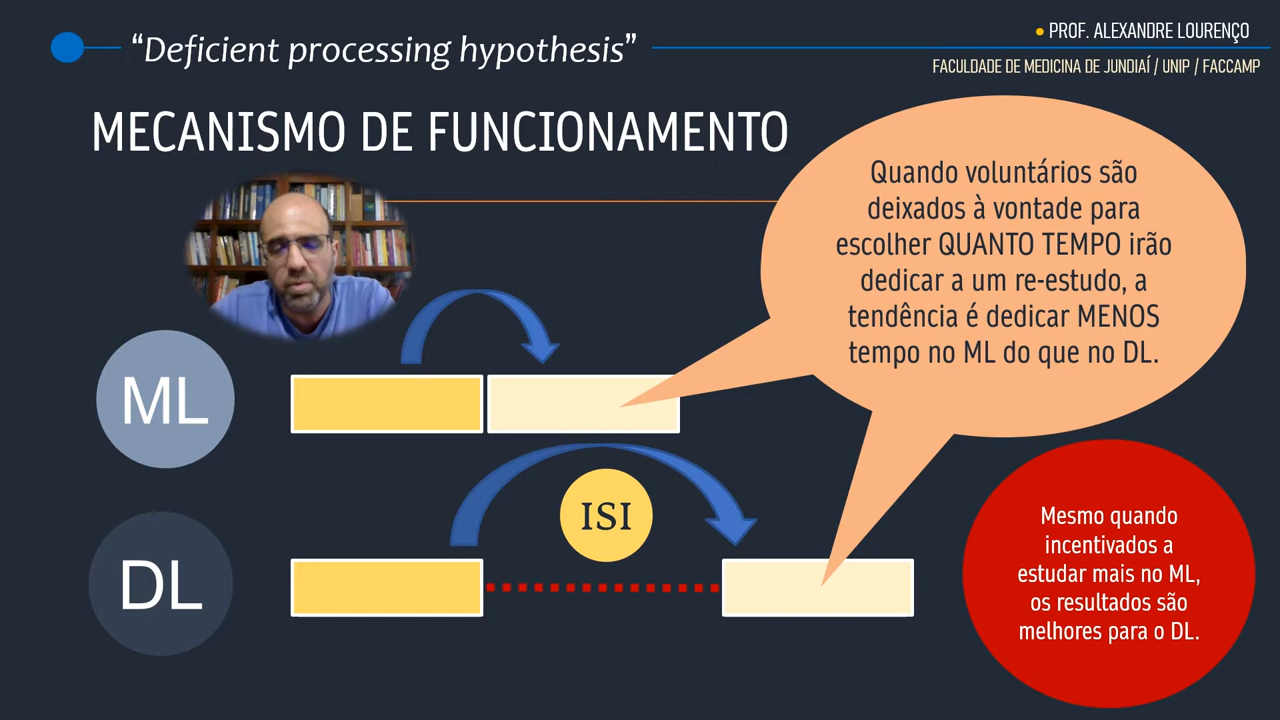 “Deficient processing hypothesis”
• PROF. ALEXANDRE LOURENÇO
FACULDADE DE MEDICINA DE JUNDIAÍ / UNIP / FACCAMP
MECANISMO DE FUNCIONAMENTO
Quando voluntários são
deixados à vontade para
escolher QUANTO TEMPO irão
dedicar a um re-estudo, a
tendência é dedicar MENOS
tempo no ML do que no DL.
ML
ISI
DL
Mesmo quando
incentivados a
estudar mais no ML,
os resultados são
melhores para o DL.